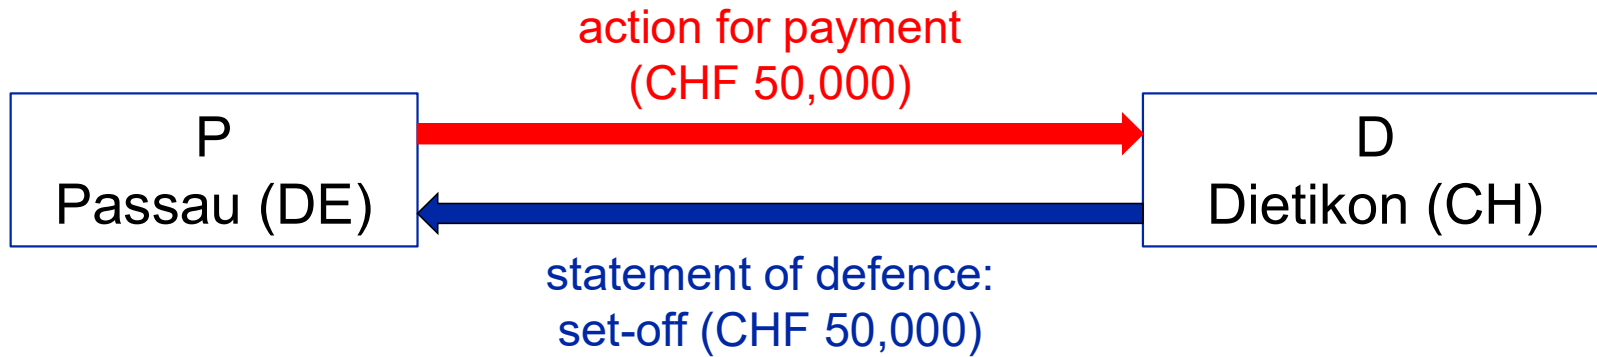 action for payment
(CHF 50,000)
P
Passau (DE)
D
Dietikon (CH)
statement of defence:
set-off (CHF 50,000)